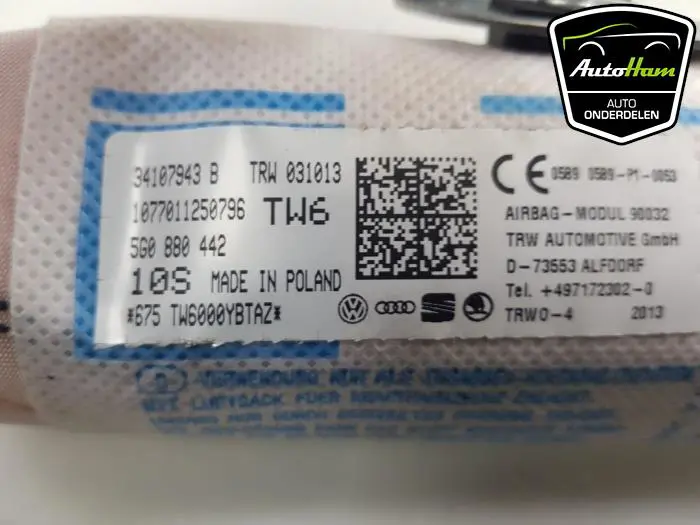 AutoHam
AUTO
ONDERDELEN
34107943 B TRW 031013
1077011250796 TW6
5G0 880 442
10S MADE IN POLAND
*675 TW6000YBTAZ*
CE 0589 0589-P1-0053
AIRBAG-MODUL 90032
TRW AUTOMOTIVE GmbH
D-73553 ALFDORF
Tel. +497172302-0
TRWO-4 2013